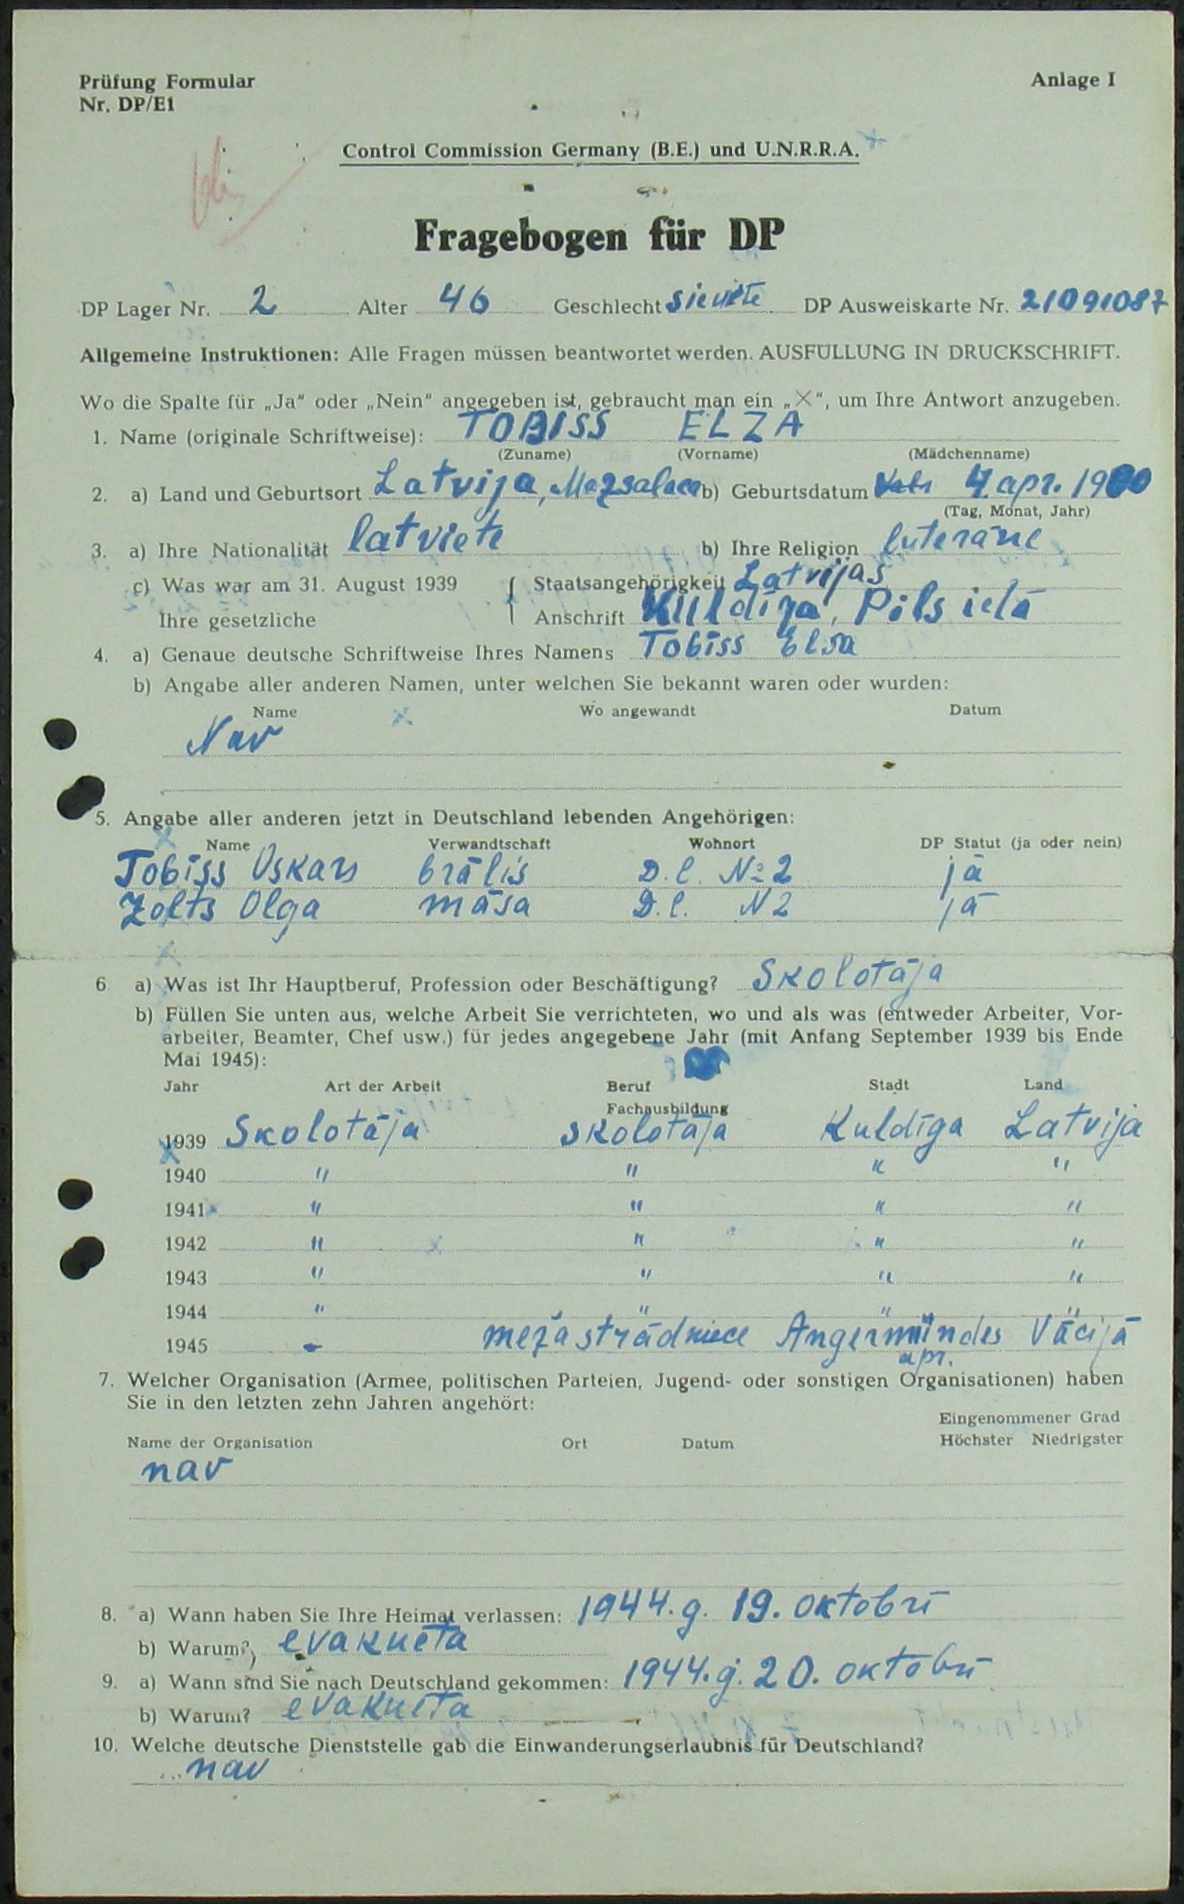 Prüfung Formular Anlage I
Nr. DP/E1
Control Commission Germany (B.E.) und U.N.R.R.A.
Fragebogen für DP
DP Lager Nr. 2 Alter 46 Geschlecht sieviete DP Ausweiskarte Nr. 21091087
Allgemeine Instruktionen: Alle Fragen müssen beantwortet werden. AUSFÜLLUNG IN DRUCKSCHRIFT.
Wo die Spalte für „Ja" oder „Nein" angegeben ist, gebraucht man ein „X", um Ihre Antwort anzugeben.
1. Name (originale Schriftweise): TOBISS ELZA
(Zuname) (Vorname) (Mädchenname)
2. a) Land und Geburtsort Latvija, Mazsalaca b) Geburtsdatum 4. apr. 1900
(Tag, Monat, Jahr)
3. a) Ihre Nationalität latviete b) Ihre Religion luterāne
c) Was war am 31. August 1939 { Staatsangehörigkeit Latvijas
Ihre gesetzliche Anschrift Kuldīga, Pils ielā
4. a) Genaue deutsche Schriftweise Ihres Namens Tobiss Elsa
b) Angabe aller anderen Namen, unter welchen Sie bekannt waren oder wurden:
Name Wo angewandt Datum
Nav
5. Angabe aller anderen jetzt in Deutschland lebenden Angehörigen:
Name Verwandtschaft Wohnort DP Statut (ja oder nein)
Tobiss Oskars brālis D.l. No 2 jā
Zolts Olga māsa D.l. N 2 jā
6 a) Was ist Ihr Hauptberuf, Profession oder Beschäftigung? Skolotāja
b) Füllen Sie unten aus, welche Arbeit Sie verrichteten, wo und als was (entweder Arbeiter, Vor-
arbeiter, Beamter, Chef usw.) für jedes angegebene Jahr (mit Anfang September 1939 bis Ende
Mai 1945):
Jahr Art der Arbeit Beruf Stadt Land
Fachausbildung
1939 Skolotāja skolotāja Kuldīga Latvija
1940 " " " "
1941 " " " "
1942 " " " "
1943 " " " "
1944 " " " "
1945 - meža strādniece Angermündes Vācijā
apr.
7. Welcher Organisation (Armee, politischen Parteien, Jugend- oder sonstigen Organisationen) haben
Sie in den letzten zehn Jahren angehört:
Eingenommener Grad
Name der Organisation Ort Datum Höchster Niedrigster
nav
8. a) Wann haben Sie Ihre Heimat verlassen: 1944. g. 19. oktobrī
b) Warum? evakuēta
9. a) Wann sind Sie nach Deutschland gekommen: 1944. g. 20. oktobrī
b) Warum? evakuēta
10. Welche deutsche Dienststelle gab die Einwanderungserlaubnis für Deutschland?
nav